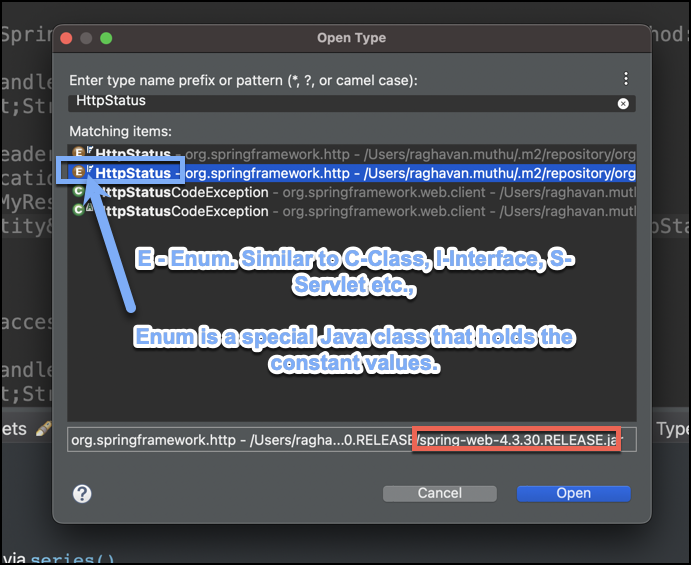 Open Type
Spring
hod:
Enter type name prefix or pattern (*, ?, or camel case):
andle
t;Str
HttpStatus
Matching items:
E F HttpStatus - org.springframework.http - /Users/raghavan.muthu/.m2/repository/org
E F HttpStatus - org.springframework.http - /Users/raghavan.muthu/.m2/repository/org
C HttpStatusCodeException - org.springframework.web.client - /Users/raghavan.muth
C A HttpStatusCodeException - org.springframework.web.client - /Users/raghavan.muth
eader
catio
MyRes
ntity&
pSta
E - Enum. Similar to C-Class, I-Interface, S-
Servlet etc.,
Enum is a special Java class that holds the
constant values.
acces
andle
t;Str
ets
Type
org.springframework.http - /Users/ragha...0.RELEASE/spring-web-4.3.30.RELEASE.jar
?
Cancel
Open
via series()